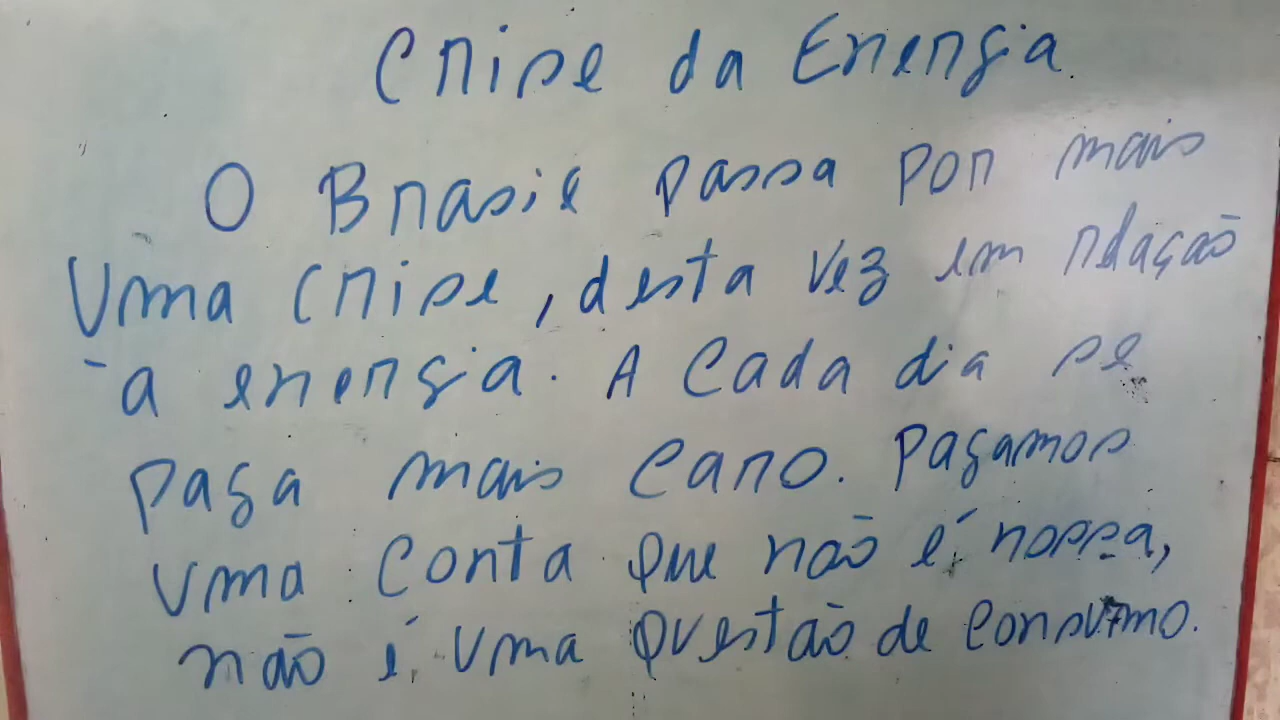 Crise da Energia.
O Brasil passa por mais
uma crise, desta vez em relação
a energia. A cada dia se
paga mais caro. Pagamos
uma conta que não é nossa,
não é uma questão de consumo.